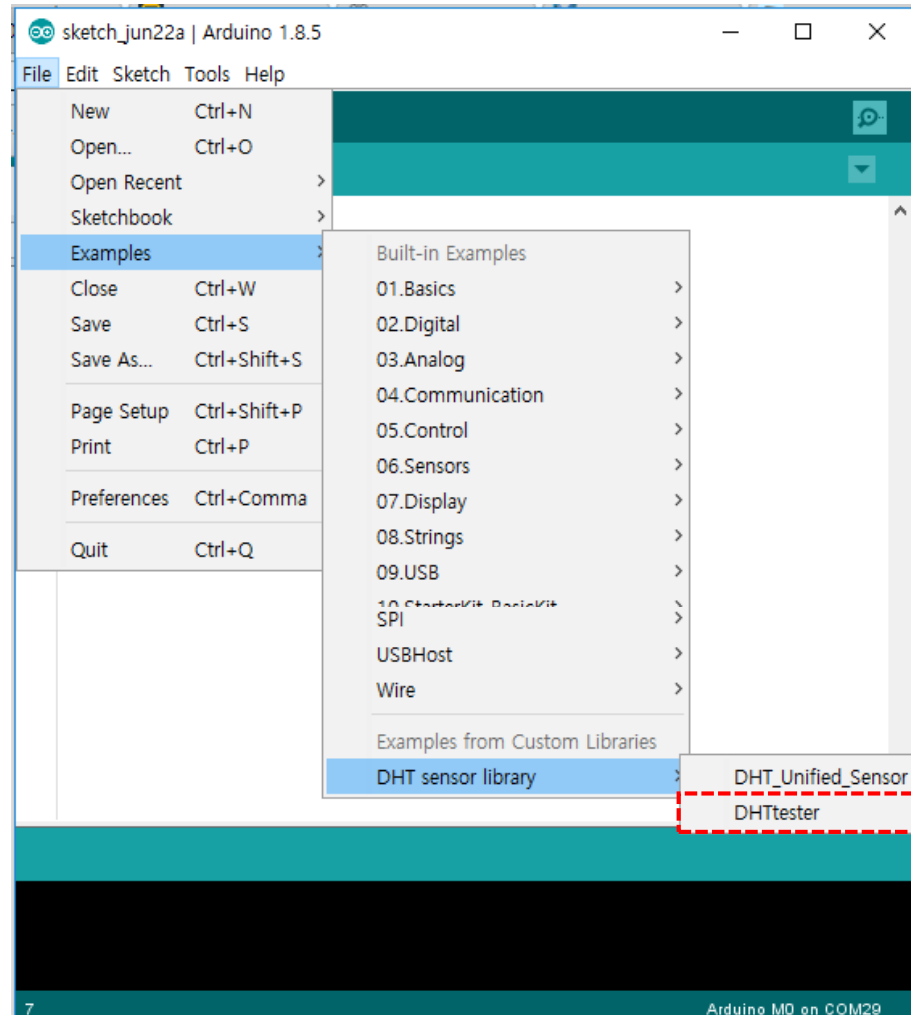 sketch_jun22a | Arduino 1.8.5
File Edit Sketch Tools Help
New Ctrl+N
Open... Ctrl+O
Open Recent
Sketchbook
Examples
Close Ctrl+W
Save Ctrl+S
Save As... Ctrl+Shift+S
Page Setup Ctrl+Shift+P
Print Ctrl+P
Preferences Ctrl+Comma
Quit Ctrl+Q
Built-in Examples
01.Basics
02.Digital
03.Analog
04.Communication
05.Control
06.Sensors
07.Display
08.Strings
09.USB
10.StarterKit_BasicKit
SPI
USBHost
Wire
Examples from Custom Libraries
DHT sensor library
DHT_Unified_Sensor
DHTtester
7 Arduino M0 on COM29